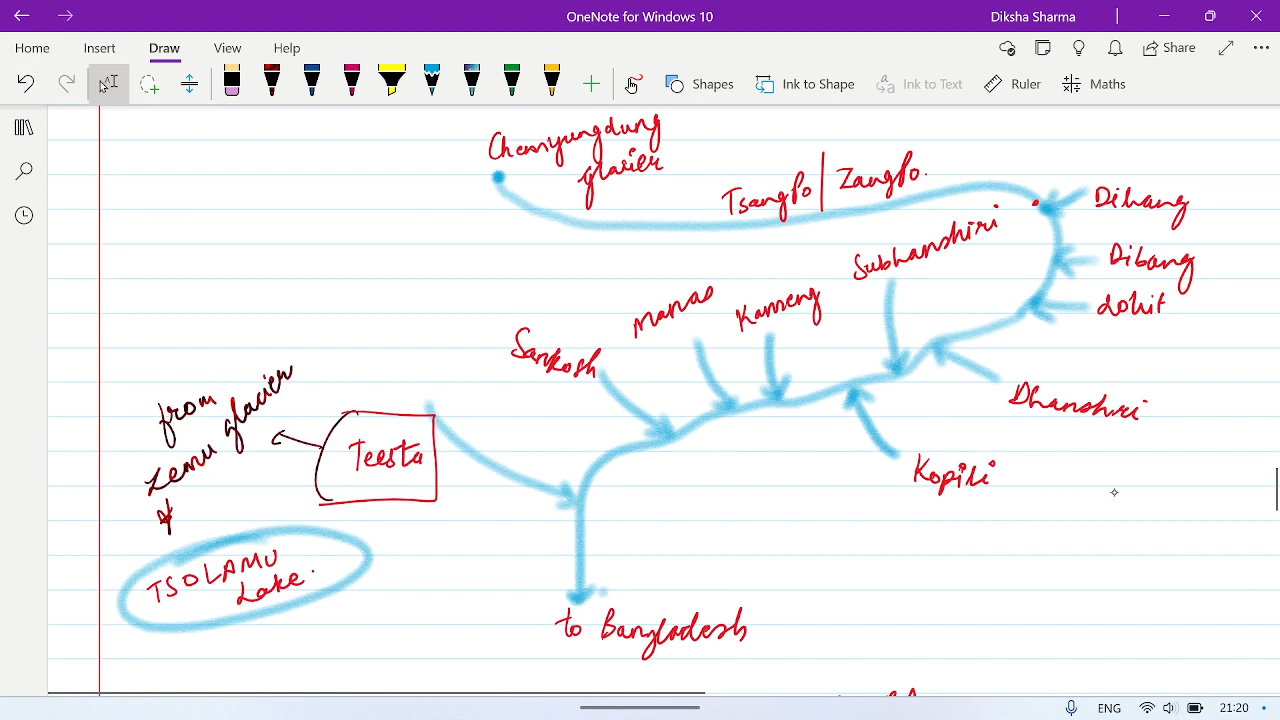 OneNote for Windows 10
Diksha Sharma
Home Insert Draw View Help
Share
Shapes
Ink to Shape
Ink to Text
Ruler
Maths
Chemyungdung
glacier
Tsangpo | Zangpo.
Dihang
Dibang
Lohit
Subhanshiri
Kameng
Manas
Sankosh
Dhanshiri
Kopili
Teesta
from
Zemu glacier
TSOLAMU
Lake.
to Bangladesh
ENG
21:20